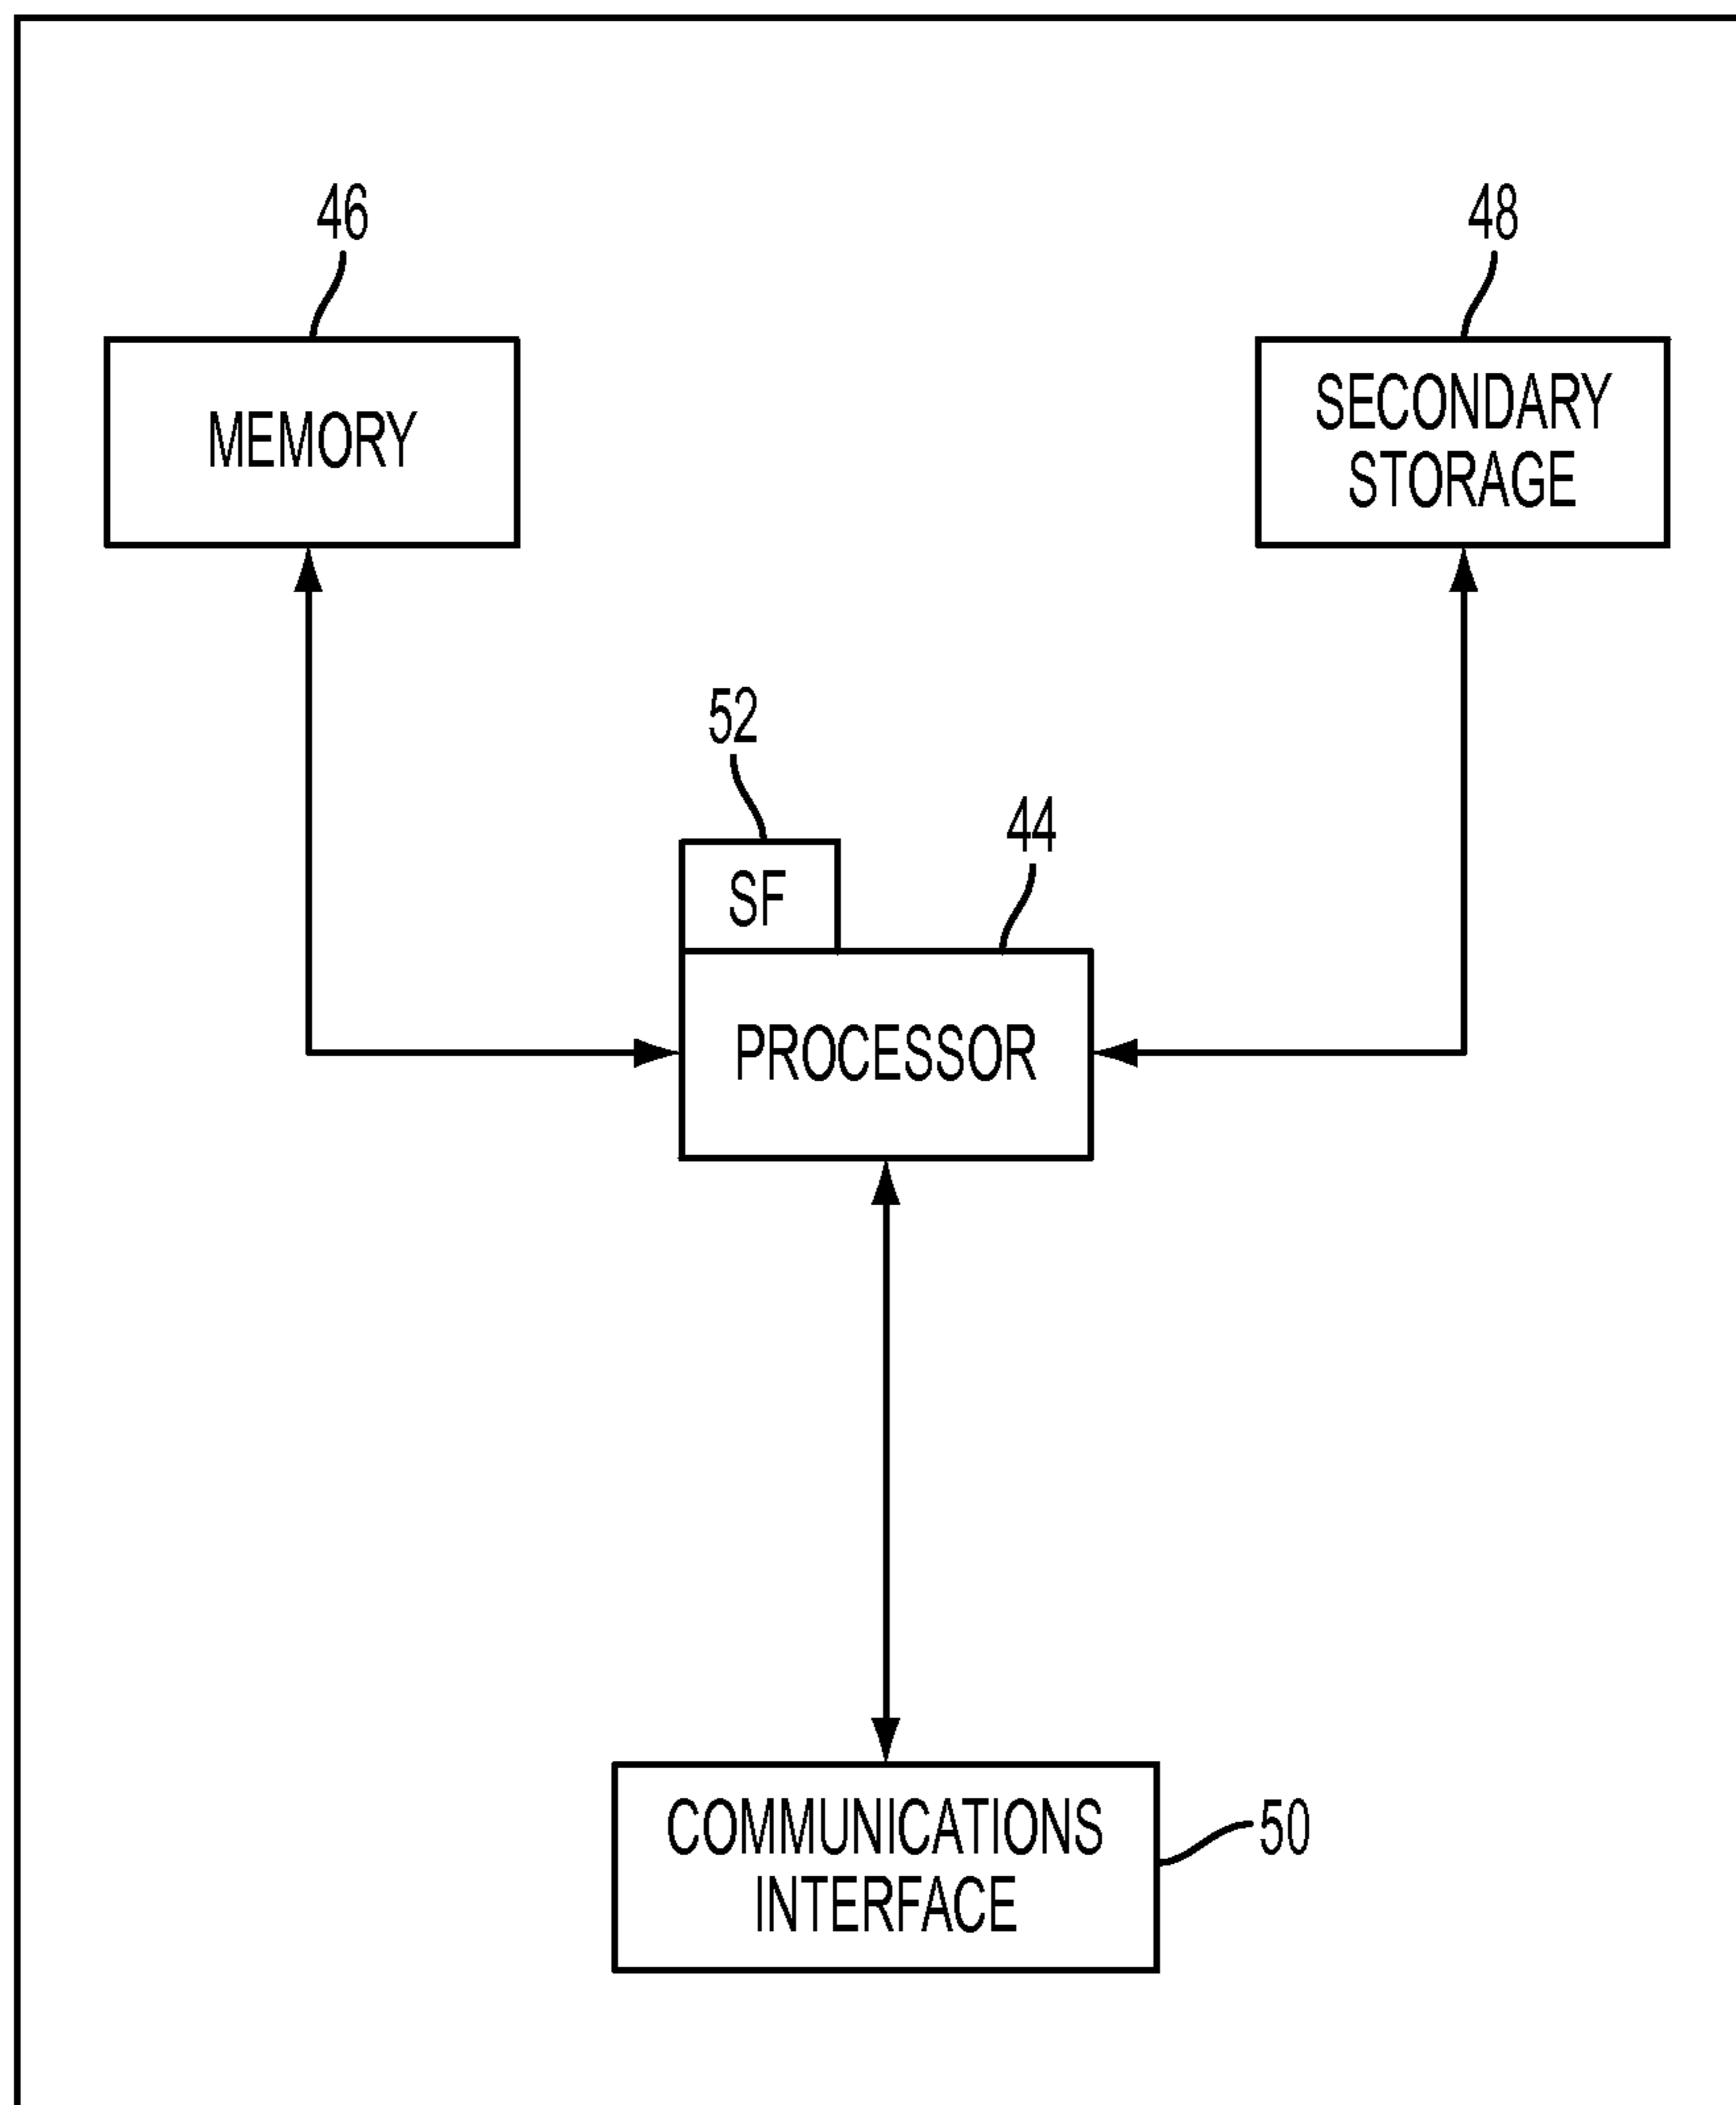 46
48
MEMORY
SECONDARY
STORAGE
52
44
SF
PROCESSOR
COMMUNICATIONS
INTERFACE
50